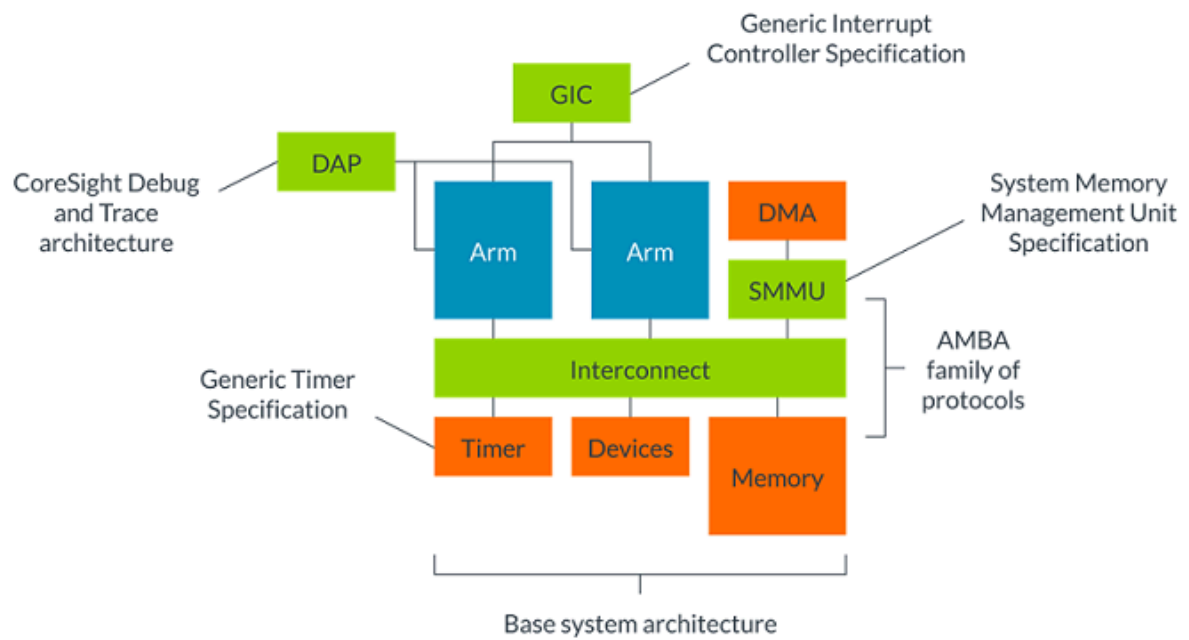 Generic Interrupt
Controller Specification
GIC
DAP
CoreSight Debug
and Trace
architecture
Arm
Arm
DMA
System Memory
Management Unit
Specification
SMMU
Interconnect
AMBA
family of
protocols
Generic Timer
Specification
Timer
Devices
Memory
Base system architecture